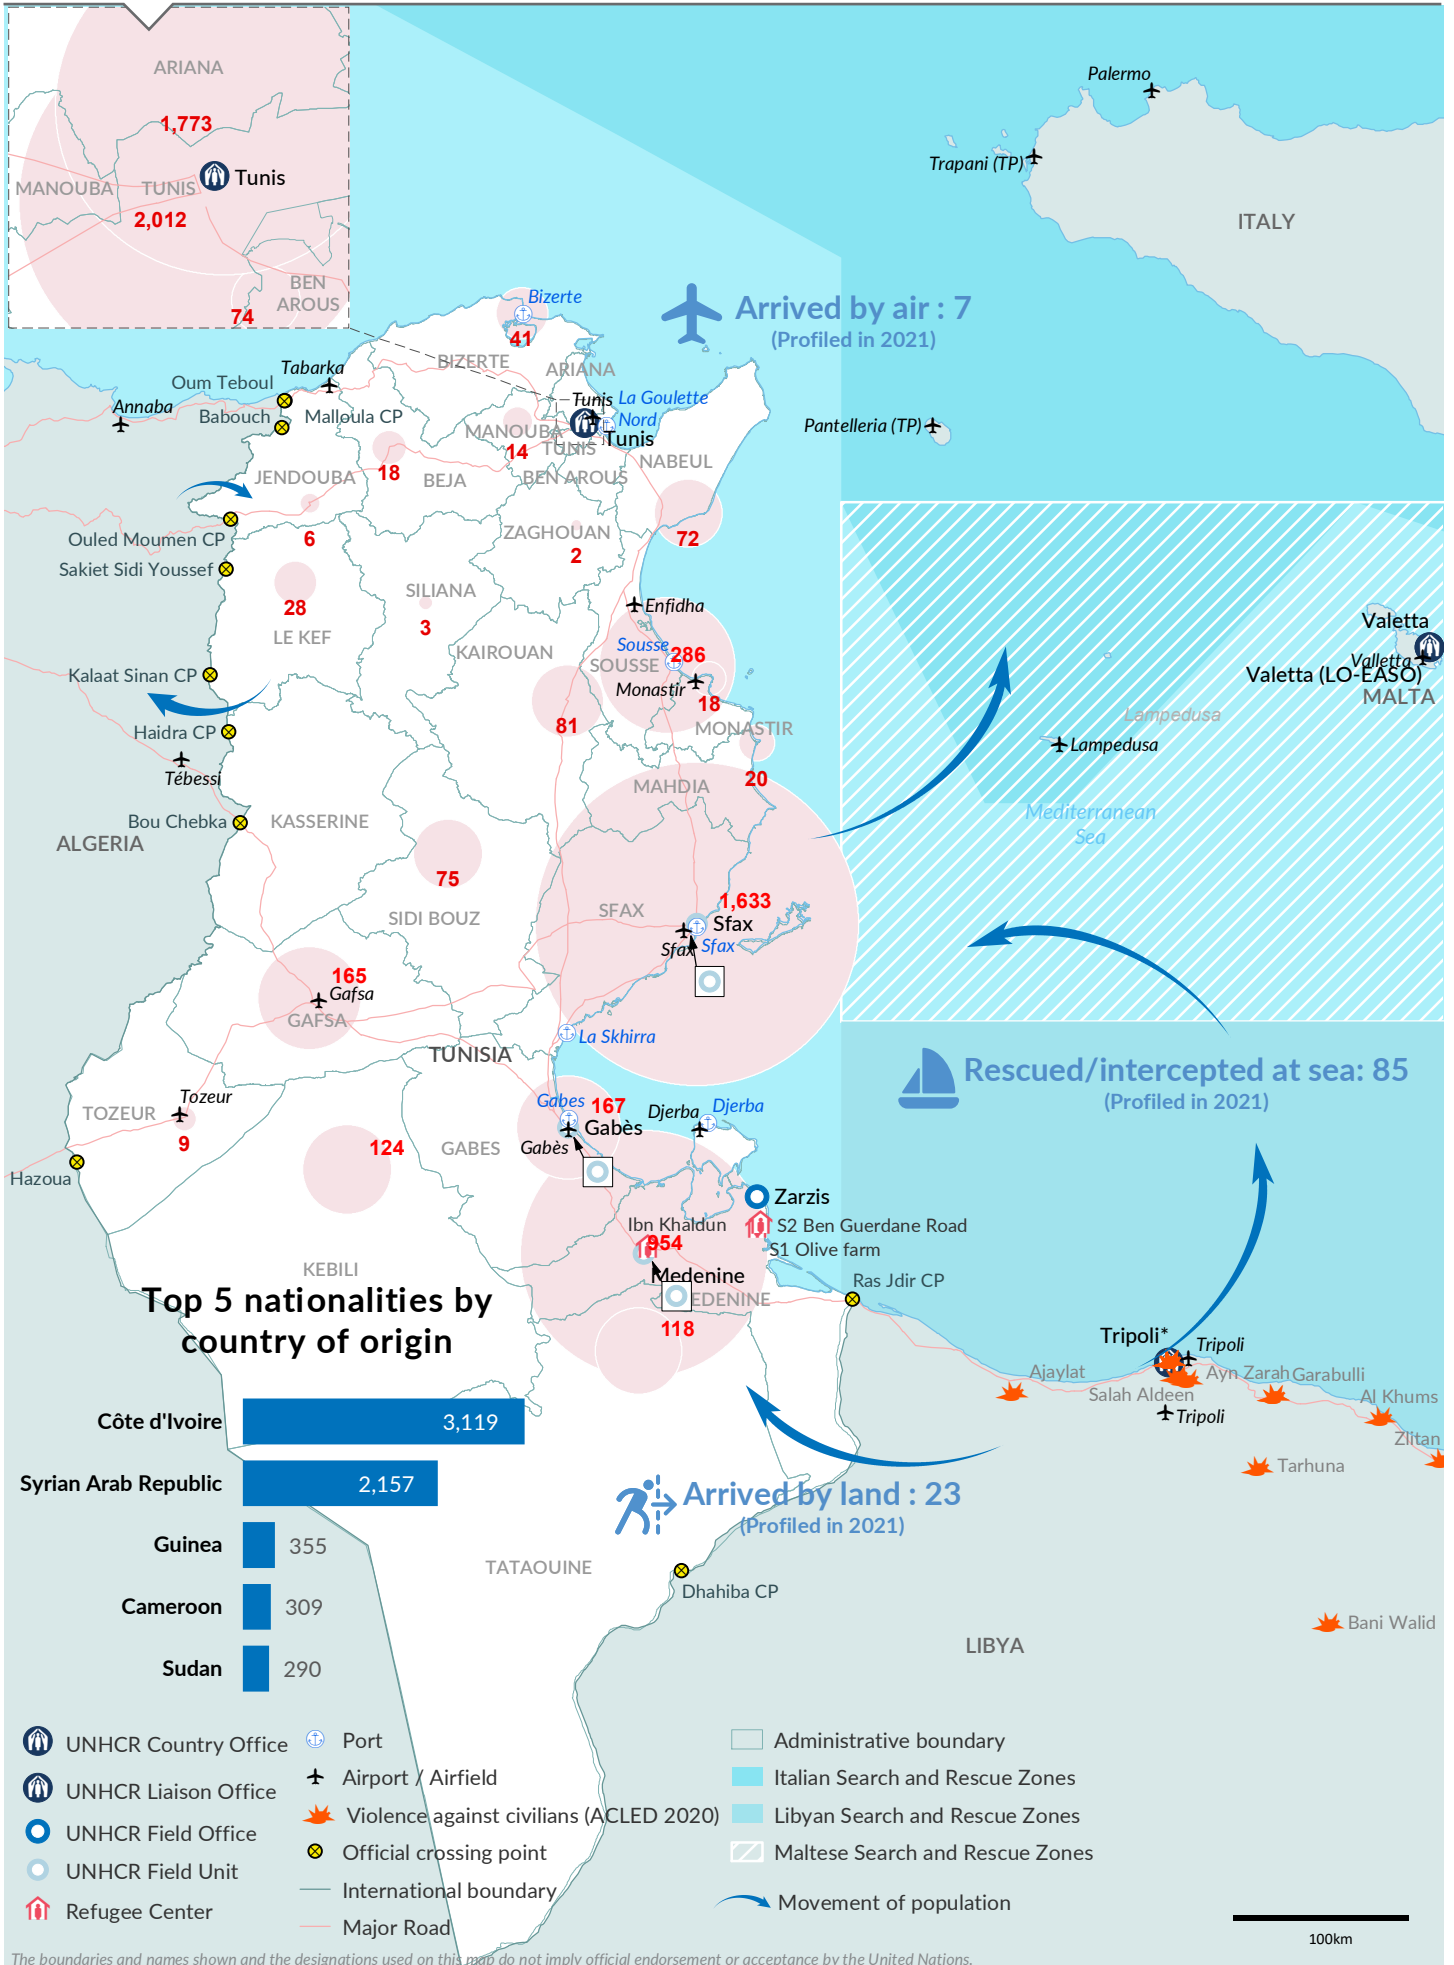 ARIANA
1,773
MANOUBA
TUNIS
Tunis
2,012
BEN
AROUS
74
Palermo
Trapani (TP)
ITALY
Bizerte
41
Arrived by air : 7
(Profiled in 2021)
BIZERTE
ARIANA
Tabarka
Oum Teboul
Annaba
Babouch
Malloula CP
Tunis
La Goulette
Nord
Tunis
MANOUBA
TUNIS
14
Pantelleria (TP)
NABEUL
JENDOUBA
18
BEJA
BEN AROUS
Ouled Moumen CP
6
ZAGHOUAN
2
72
Sakiet Sidi Youssef
SILIANA
28
3
LE KEF
Enfidha
Valetta
KAIROUAN
Sousse
286
SOUSSE
Valletta
Valetta (LO-EASO)
Kalaat Sinan CP
Monastir
18
MALTA
81
MONASTIR
Lampedusa
Haidra CP
Lampedusa
Tébessi
20
MAHDIA
Mediterranean
Sea
Bou Chebka
KASSERINE
ALGERIA
75
1,633
SFAX
SIDI BOUZ
Sfax
Sfax
Sfax
165
Gafsa
GAFSA
La Skhirra
TUNISIA
Rescued/intercepted at sea: 85
(Profiled in 2021)
Tozeur
TOZEUR
9
Gabes
167
Gabès
Gabès
Djerba
Djerba
124
GABES
Hazoua
Zarzis
Ibn Khaldun
S2 Ben Guerdane Road
954
S1 Olive farm
KEBILI
Medenine
EDENINE
Ras Jdir CP
118
Top 5 nationalities by
country of origin
Tripoli*
Tripoli
Ajaylat
Ayn Zarah
Garabulli
Salah Aldeen
Al Khums
Tripoli
Zlitan
Tarhuna
Côte d'Ivoire
3,119
Syrian Arab Republic
2,157
Arrived by land : 23
(Profiled in 2021)
Guinea
355
TATAOUINE
Dhahiba CP
Cameroon
309
Bani Walid
LIBYA
Sudan
290
UNHCR Country Office
UNHCR Liaison Office
UNHCR Field Office
UNHCR Field Unit
Refugee Center
Port
Airport / Airfield
Violence against civilians (ACLED 2020)
Official crossing point
International boundary
Major Road
Administrative boundary
Italian Search and Rescue Zones
Libyan Search and Rescue Zones
Maltese Search and Rescue Zones
Movement of population
100km
The boundaries and names shown and the designations used on this map do not imply official endorsement or acceptance by the United Nations.